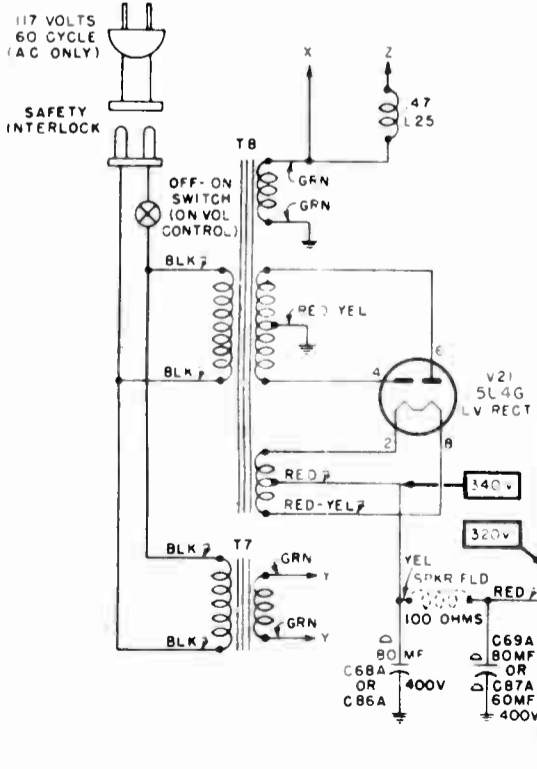 117 VOLTS
60 CYCLE
(AC ONLY)
SAFETY
INTERLOCK
X
Z
.47
L25
T8
GRN
GRN
OFF-ON
SWITCH
(ON VOL
CONTROL)
BLK
RED YEL
6
BLK
4
V21
5U4G
LV RECT
2
8
RED
340V
RED-YEL
320V
BLK
T7
GRN
Y
YEL
SPKR FLD
RED
100 OHMS
GRN
Y
BLK
80 MF
C68A
OR
C86A
400V
C69A
80MF
OR
C87A
60MF
400V